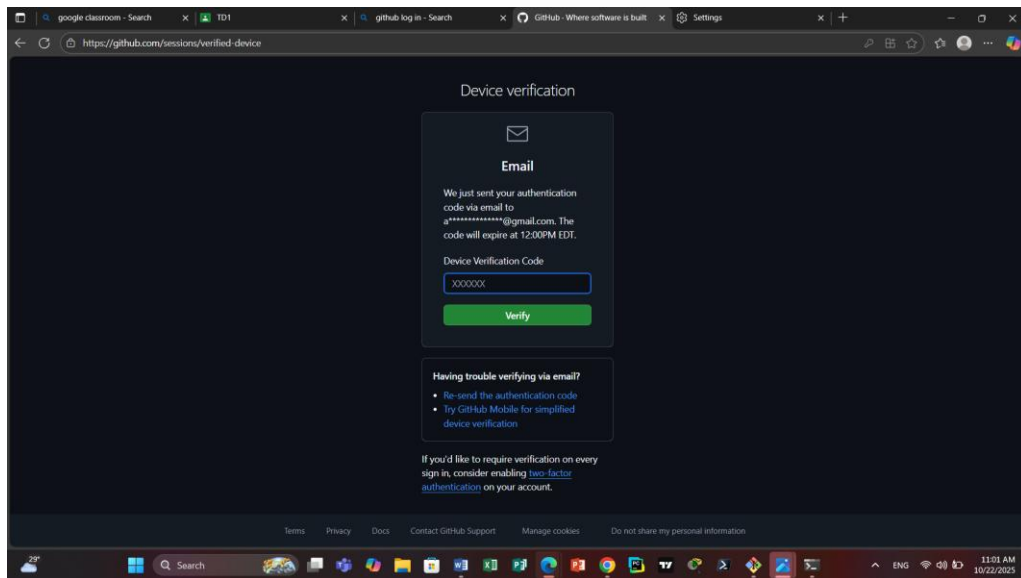 google classroom - Search
TD1
github log in - Search
GitHub · Where software is built
Settings
https://github.com/sessions/verified-device
Device verification
Email
We just sent your authentication
code via email to
a**************@gmail.com. The
code will expire at 12:00PM EDT.
Device Verification Code
XXXXXX
Verify
Having trouble verifying via email?
Re-send the authentication code
Try GitHub Mobile for simplified
device verification
If you'd like to require verification on every
sign in, consider enabling two-factor
authentication on your account.
Terms Privacy Docs Contact GitHub Support Manage cookies Do not share my personal information
29°
Search
ENG
11:01 AM
10/22/2025